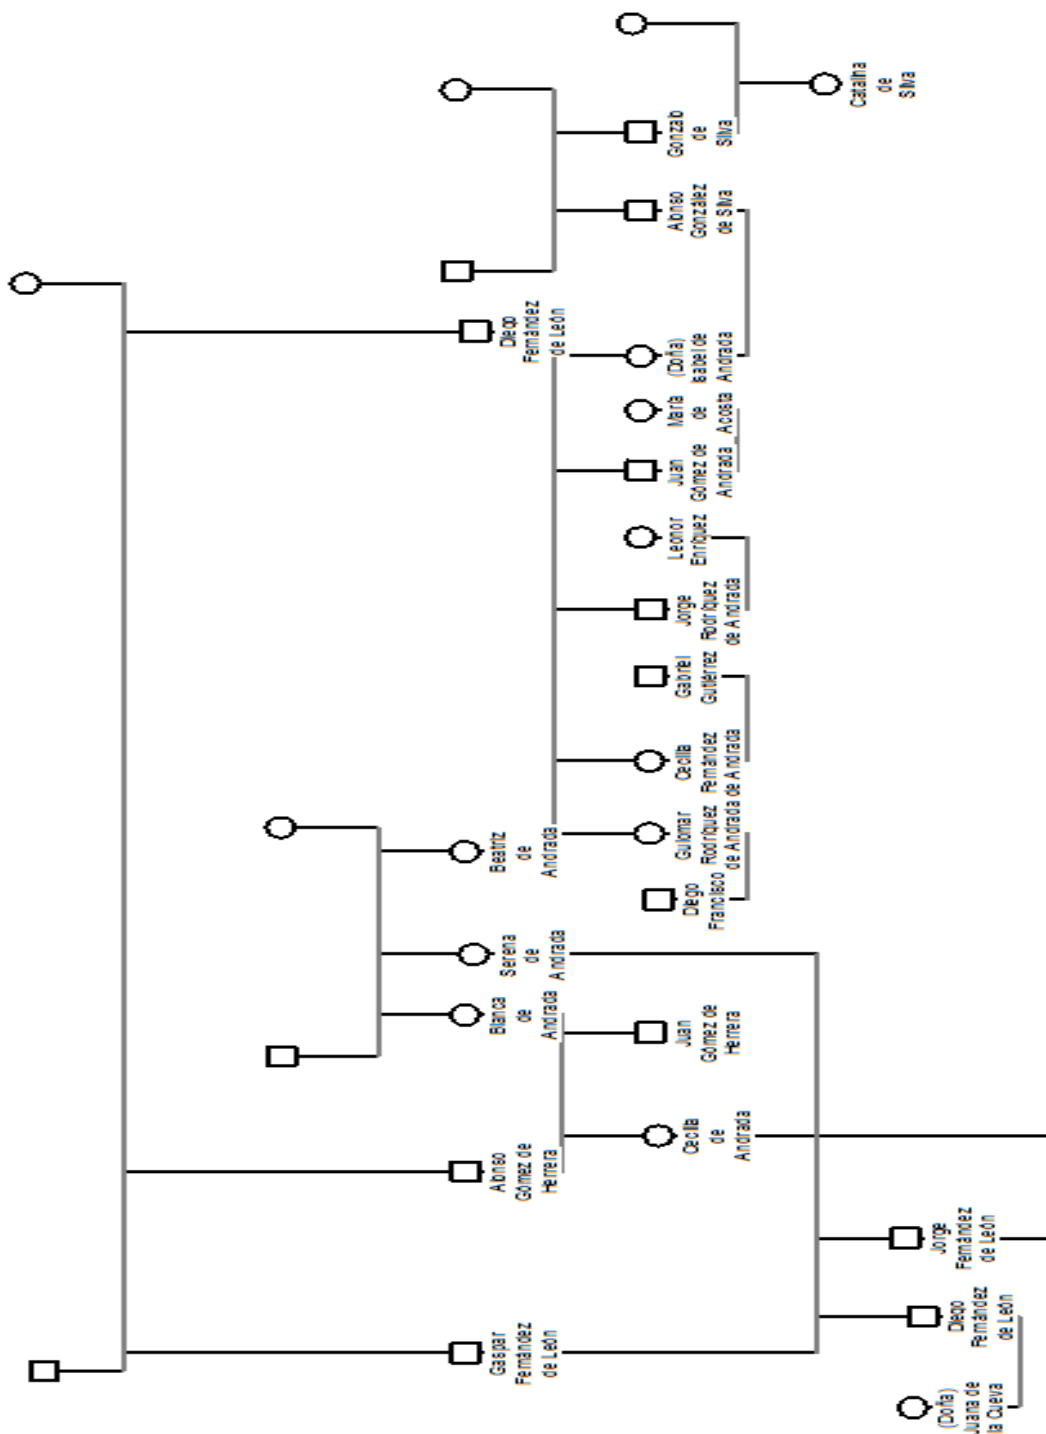 Catalina
de
Silva
Gonzalo
de
Silva
Alonso
González
de Silva
Diego
Fernández
de León
(Doña)
Isabel de
Andrada
María
de
Acosta
Juan
Gómez de
Andrada
Leonor
Enríquez
Jorge
Rodríquez
de Andrada
Gabriel
Gutiérrez
Cecilia
Fernández
de Andrada
Guiomar
Rodríquez
de Andrada
Diego
Francisco
Beatriz
de
Andrada
Serena
de
Andrada
Blanca
de
Andrada
Juan
Gómez de
Herrera
Cecilia
de
Andrada
Alonso
Gómez de
Herrera
Jorge
Fernández
de León
Diego
Fernández
de León
Gaspar
Fernández
de León
(Doña)
Juana de
la Cueva